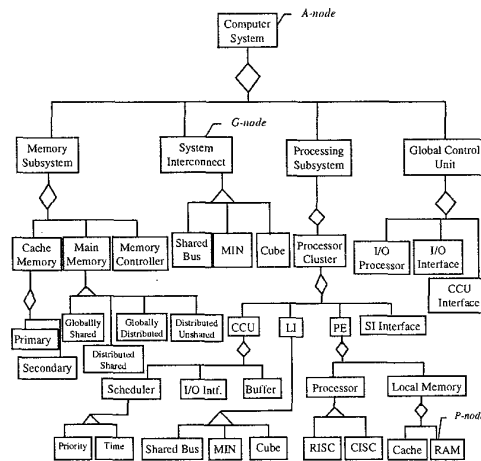 A-node
Computer
System
G-node
Memory
Subsystem
System
Interconnect
Processing
Subsystem
Global Control
Unit
Cache
Memory
Main
Memory
Memory
Controller
Shared
Bus
MIN
Cube
Processor
Cluster
I/O
Processor
I/O
Interface
CCU
Interface
Primary
Secondary
Globallly
Shared
Distributed
Shared
Globally
Distributed
Distributed
Unshared
CCU
LI
PE
SI Interface
Scheduler
I/O Intf.
Buffer
Processor
Local Memory
P-node
Priority
Time
Shared Bus
MIN
Cube
RISC
CISC
Cache
RAM